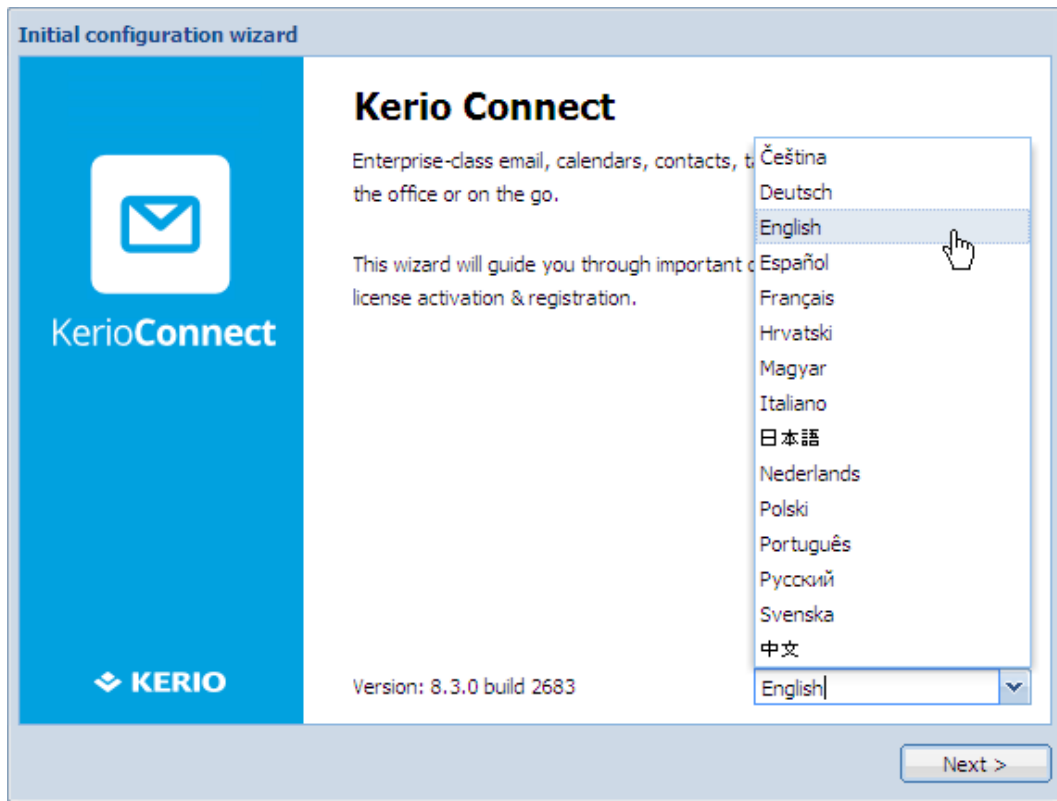 Initial configuration wizard
Kerio Connect
Enterprise-class email, calendars, contacts,
the office or on the go.
This wizard will guide you through important
license activation & registration.
KerioConnect
KERIO
Čeština
Deutsch
English
Español
Français
Hrvatski
Magyar
Italiano
日本語
Nederlands
Polski
Português
Русский
Svenska
中文
Version: 8.3.0 build 2683
English
Next >